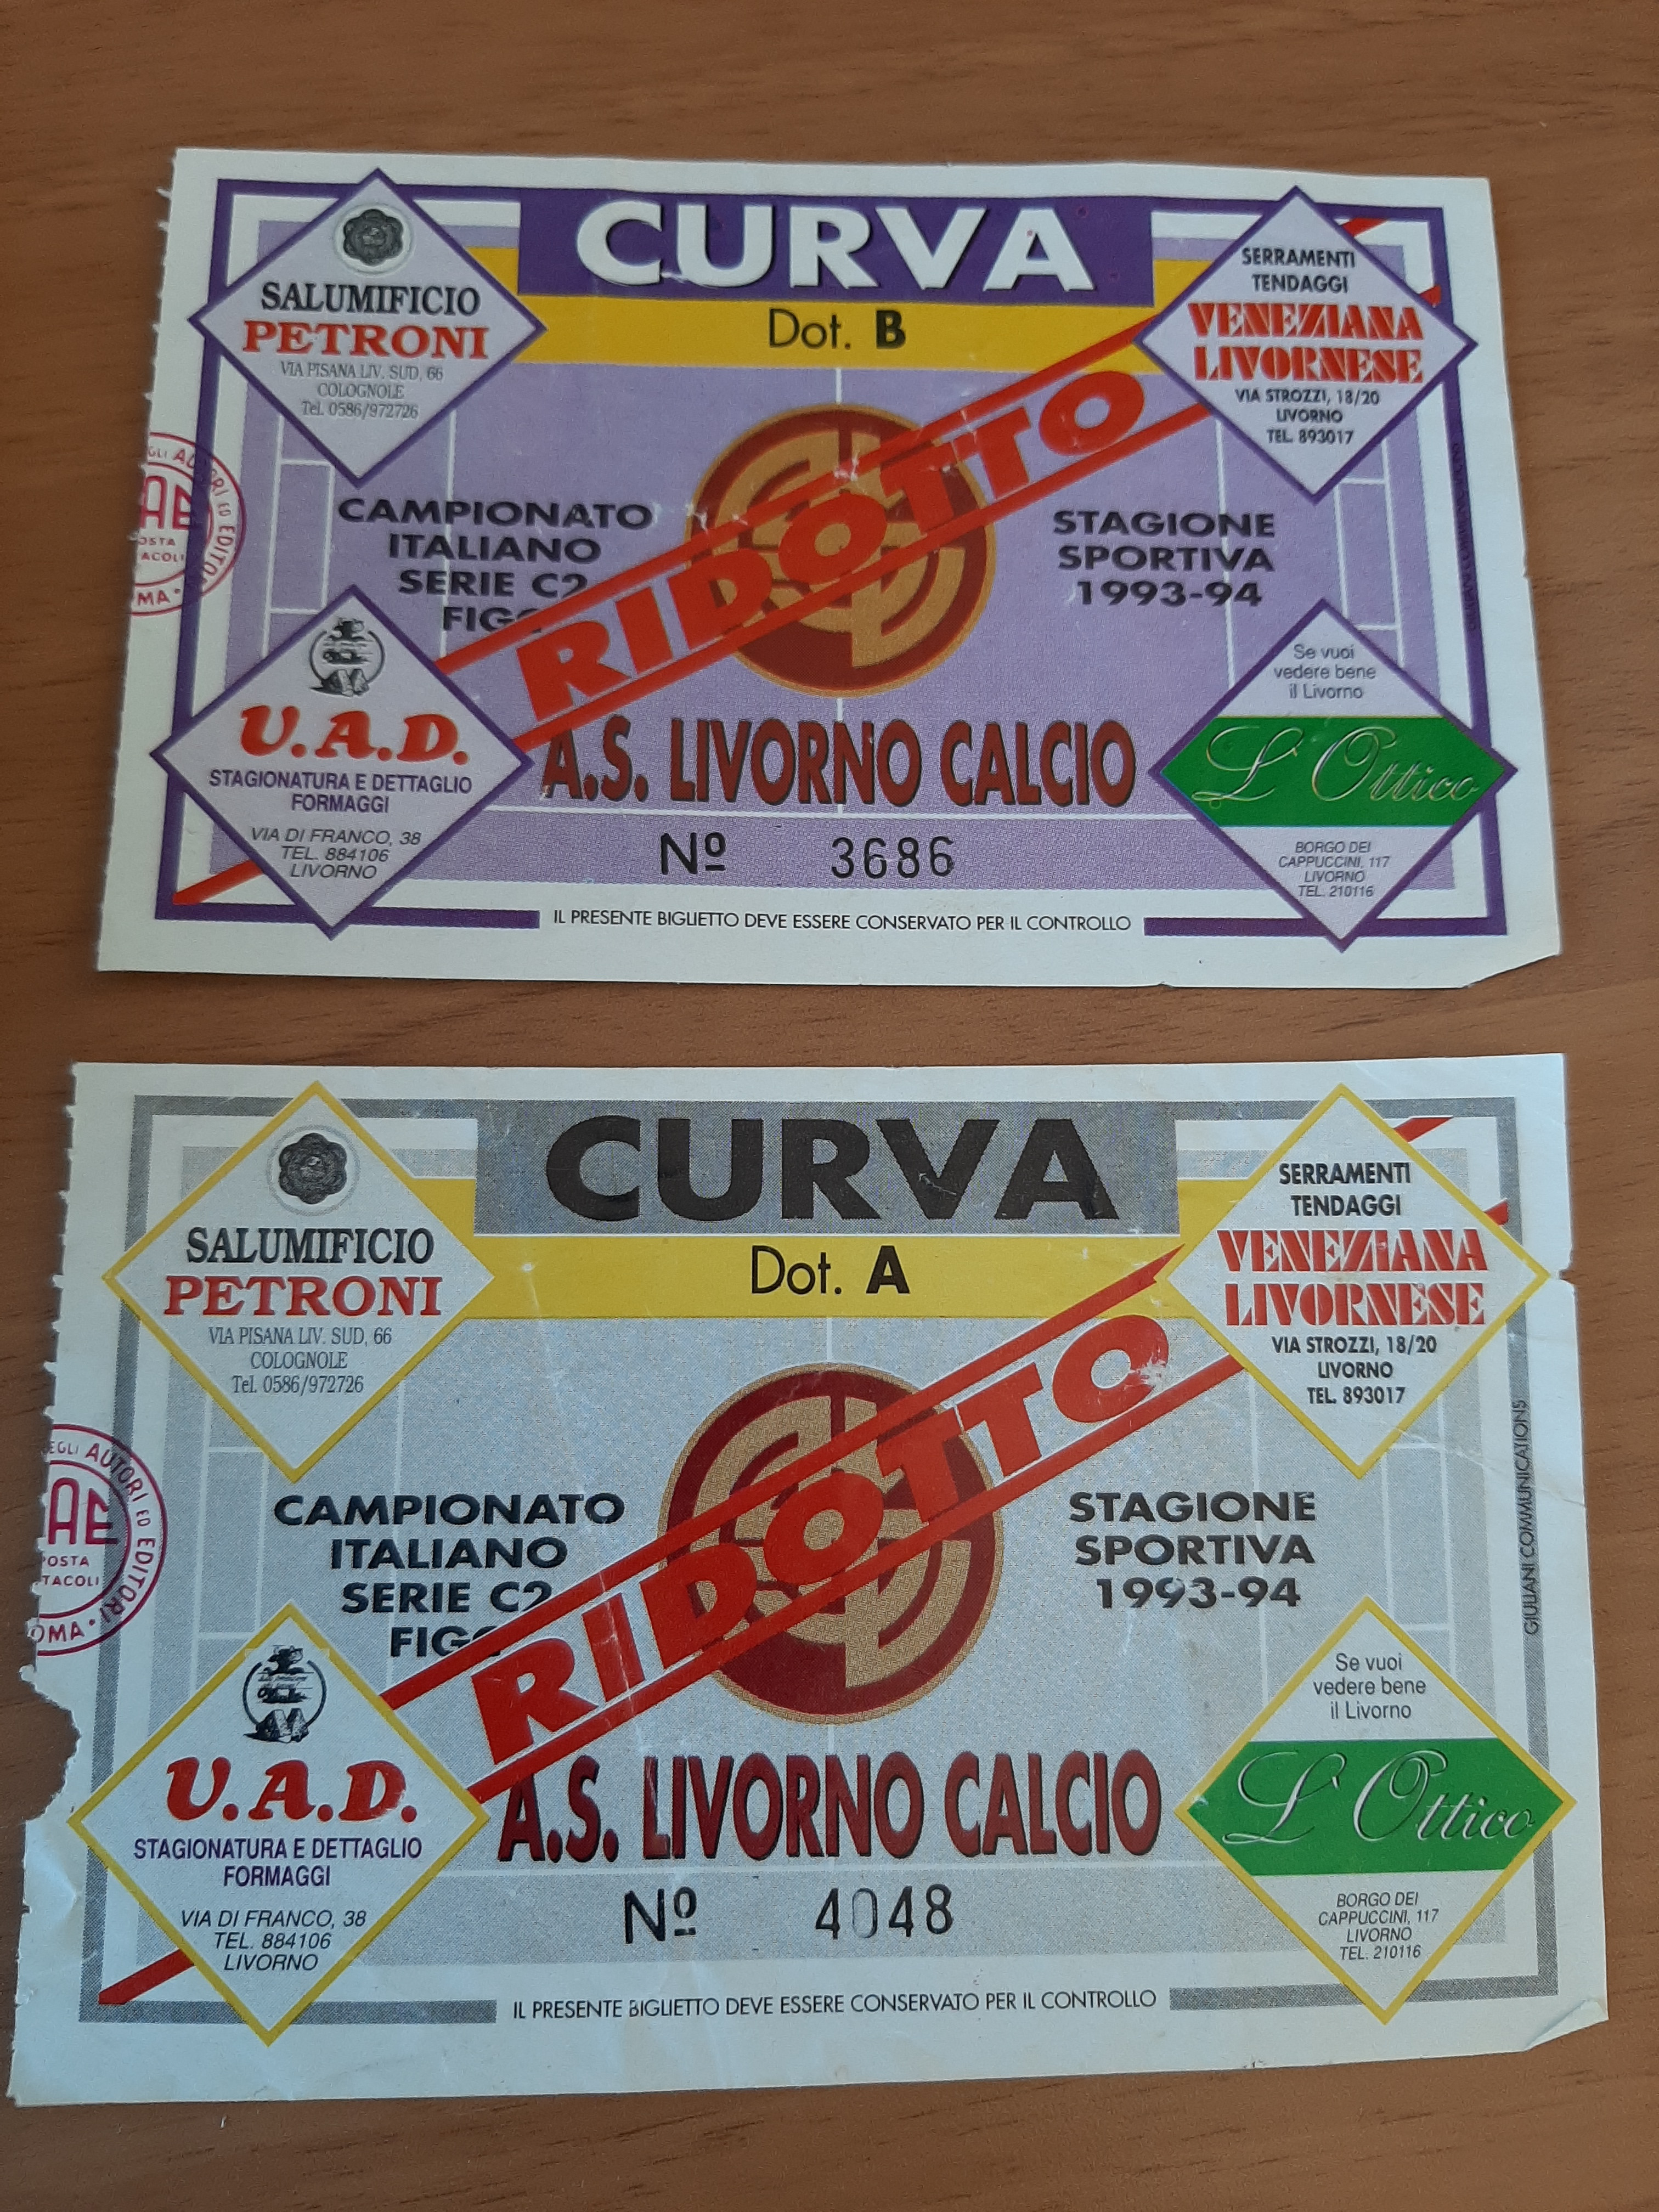 CURVA
Dot. B
SALUMIFICIO
PETRONI
VIA PISANA LIV. SUD, 66
COLOGNOLE
Tel. 0586/972726
SERRAMENTI
TENDAGGI
VENEZIANA
LIVORNESE
VIA STROZZI, 18/20
LIVORNO
TEL. 893017
CAMPIONATO
ITALIANO
SERIE C2
RIDOTTO
STAGIONE
SPORTIVA
1993-94
AUTORI ED EDITORI
U.A.D.
STAGIONATURA E DETTAGLIO
FORMAGGI
VIA DI FRANCO, 38
TEL. 884106
LIVORNO
A.S. LIVORNO CALCIO
Nº 3686
Se vuoi
vedere bene
il Livorno
L'Ottico
BORGO DEI
CAPPUCCINI, 117
LIVORNO
TEL. 210116
IL PRESENTE BIGLIETTO DEVE ESSERE CONSERVATO PER IL CONTROLLO
CURVA
Dot. A
SALUMIFICIO
PETRONI
VIA PISANA LIV. SUD, 66
COLOGNOLE
Tel. 0586/972726
SERRAMENTI
TENDAGGI
VENEZIANA
LIVORNESE
VIA STROZZI, 18/20
LIVORNO
TEL. 893017
CAMPIONATO
ITALIANO
SERIE C2
RIDOTTO
STAGIONE
SPORTIVA
1993-94
GIULIANI COMMUNICATIONS
EGLI AUTORI ED EDITORI
U.A.D.
STAGIONATURA E DETTAGLIO
FORMAGGI
VIA DI FRANCO, 38
TEL. 884106
LIVORNO
A.S. LIVORNO CALCIO
Nº 4048
Se vuoi
vedere bene
il Livorno
L'Ottico
BORGO DEI
CAPPUCCINI, 117
LIVORNO
TEL. 210116
IL PRESENTE BIGLIETTO DEVE ESSERE CONSERVATO PER IL CONTROLLO